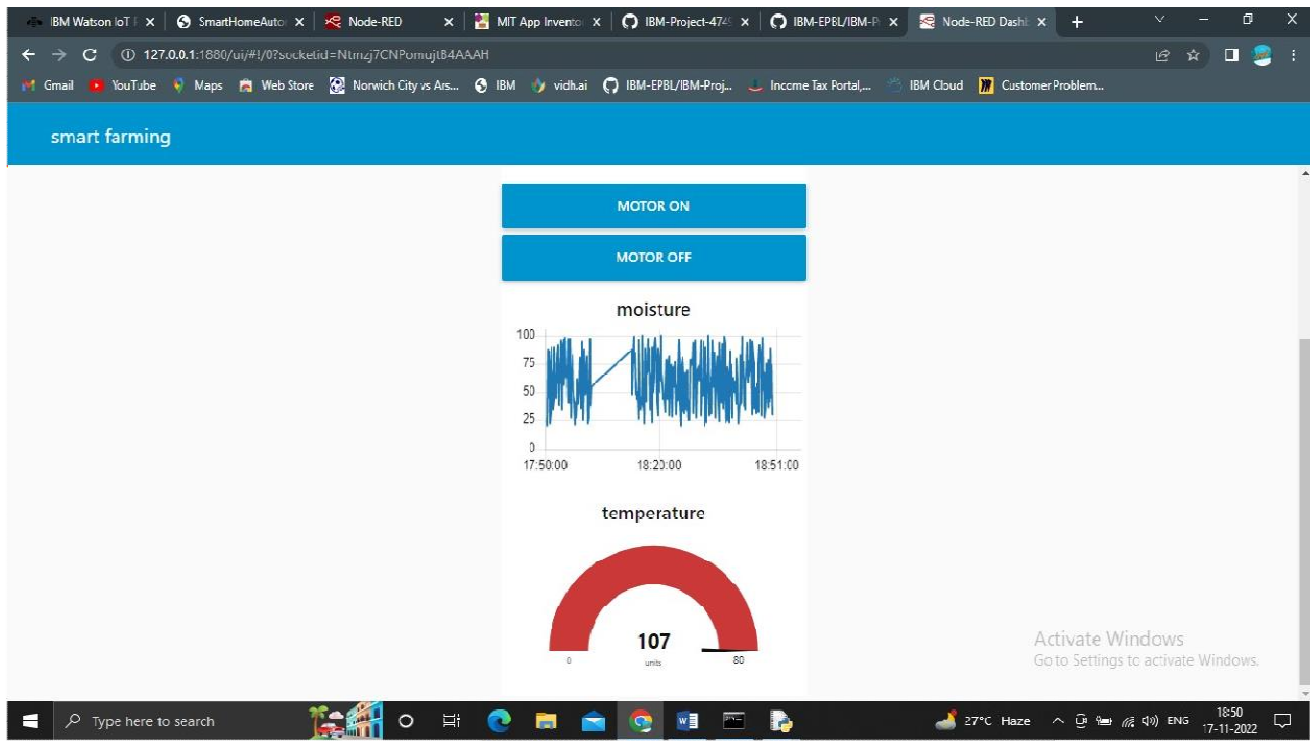 IBM Watson IoT P
SmartHomeAuto
Node-RED
MIT App Invento
IBM-Project-474
IBM-EPBL/IBM-P
Node-RED Dash
127.0.0.1:1880/ui/#!/0?socketid=
Gmail YouTube Maps Web Store Norwich City vs Ars... IBM vidh.ai IBM-EPBL/IBM-Proj... Income Tax Portal,... IBM Cloud Customer Problem...
smart farming
MOTOR ON
MOTOR OFF
moisture
100
75
50
25
0
17:50:00 18:20:00 18:51:00
temperature
107
units
0 80
Activate Windows
Go to Settings to activate Windows.
Type here to search
27°C Haze
ENG
18:50
17-11-2022